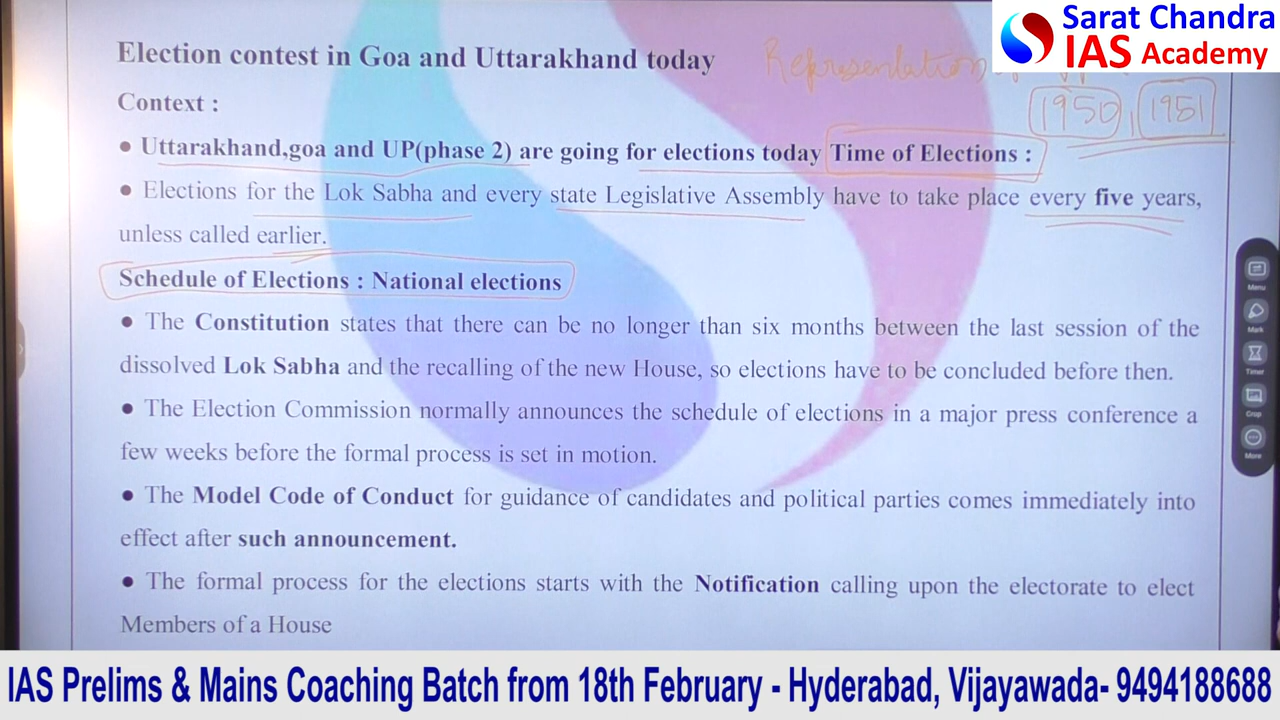 Sarat Chandra
IAS Academy
Election contest in Goa and Uttarakhand today
Representation
1950, 1951
Context :
● Uttarakhand,goa and UP(phase 2) are going for elections today Time of Elections :
● Elections for the Lok Sabha and every state Legislative Assembly have to take place every five years,
unless called earlier.
Schedule of Elections : National elections
● The Constitution states that there can be no longer than six months between the last session of the
dissolved Lok Sabha and the recalling of the new House, so elections have to be concluded before then.
● The Election Commission normally announces the schedule of elections in a major press conference a
few weeks before the formal process is set in motion.
● The Model Code of Conduct for guidance of candidates and political parties comes immediately into
effect after such announcement.
● The formal process for the elections starts with the Notification calling upon the electorate to elect
Members of a House
Menu
Mark
Timer
Crop
More
IAS Prelims & Mains Coaching Batch from 18th February - Hyderabad, Vijayawada- 9494188688